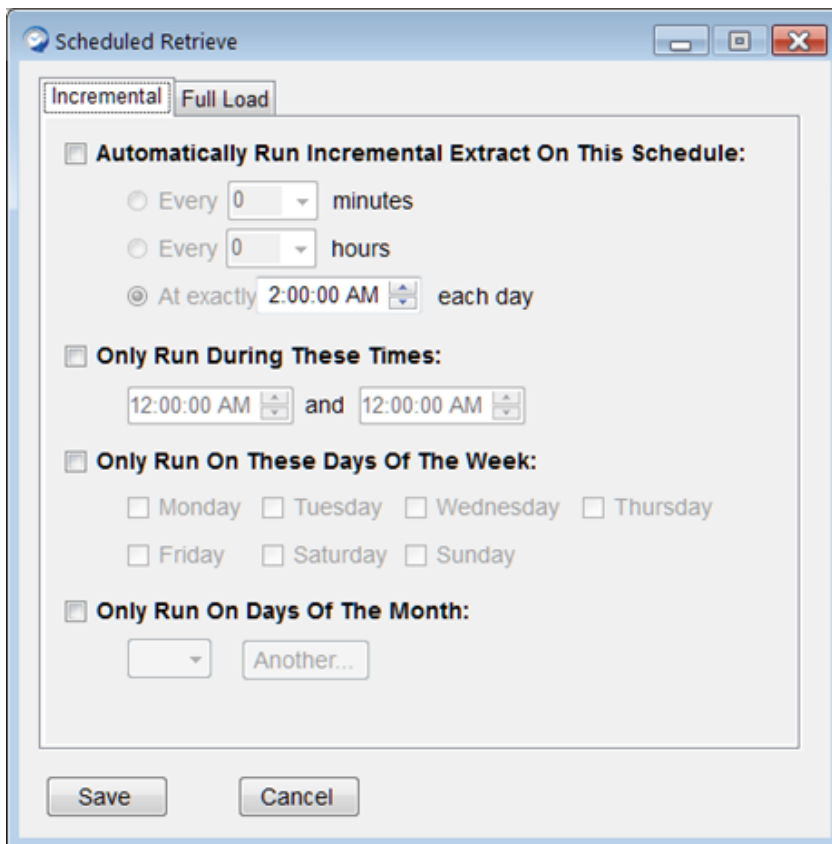 Scheduled Retrieve
Incremental Full Load
Automatically Run Incremental Extract On This Schedule:
Every 0 minutes
Every 0 hours
At exactly 2:00:00 AM each day
Only Run During These Times:
12:00:00 AM and 12:00:00 AM
Only Run On These Days Of The Week:
Monday Tuesday Wednesday Thursday
Friday Saturday Sunday
Only Run On Days Of The Month:
Another...
Save Cancel